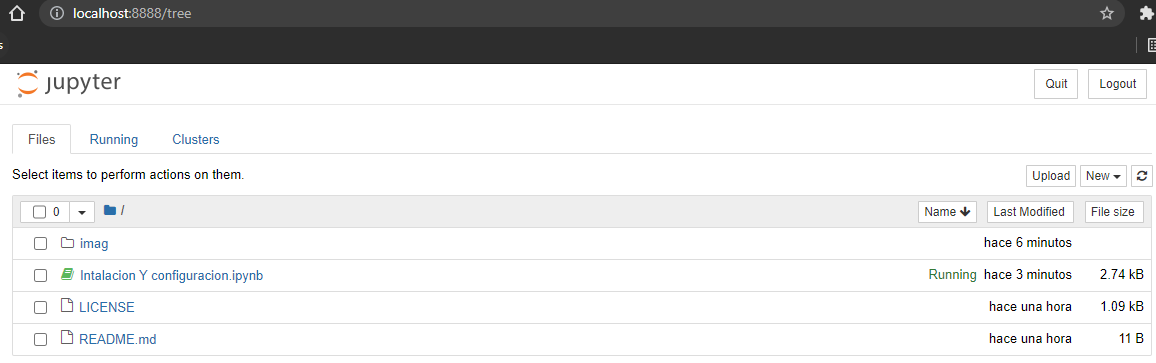 localhost:8888/tree
s
jupyter
Quit Logout
Files Running Clusters
Select items to perform actions on them.
Upload New
0 / Name Last Modified File size
imag hace 6 minutos
Intalacion Y configuracion.ipynb Running hace 3 minutos 2.74 kB
LICENSE hace una hora 1.09 kB
README.md hace una hora 11 B